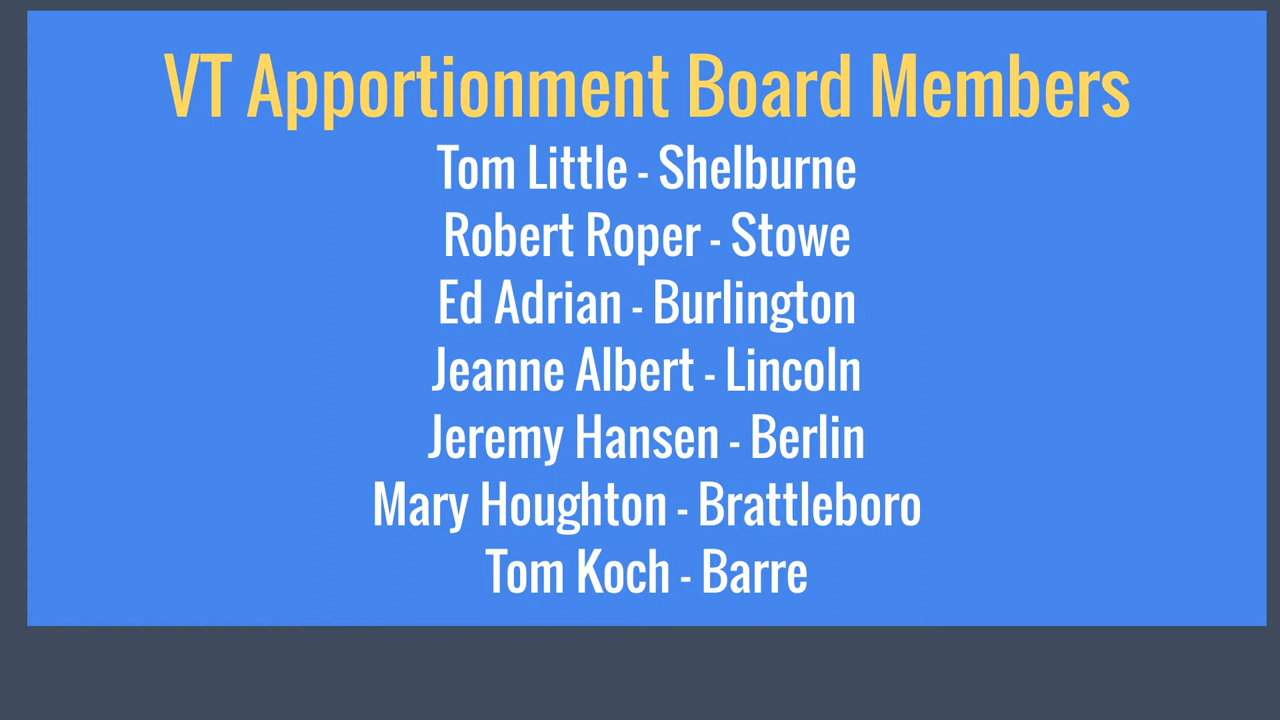 VT Apportionment Board Members
Tom Little - Shelburne
Robert Roper - Stowe
Ed Adrian - Burlington
Jeanne Albert - Lincoln
Jeremy Hansen - Berlin
Mary Houghton - Brattleboro
Tom Koch - Barre